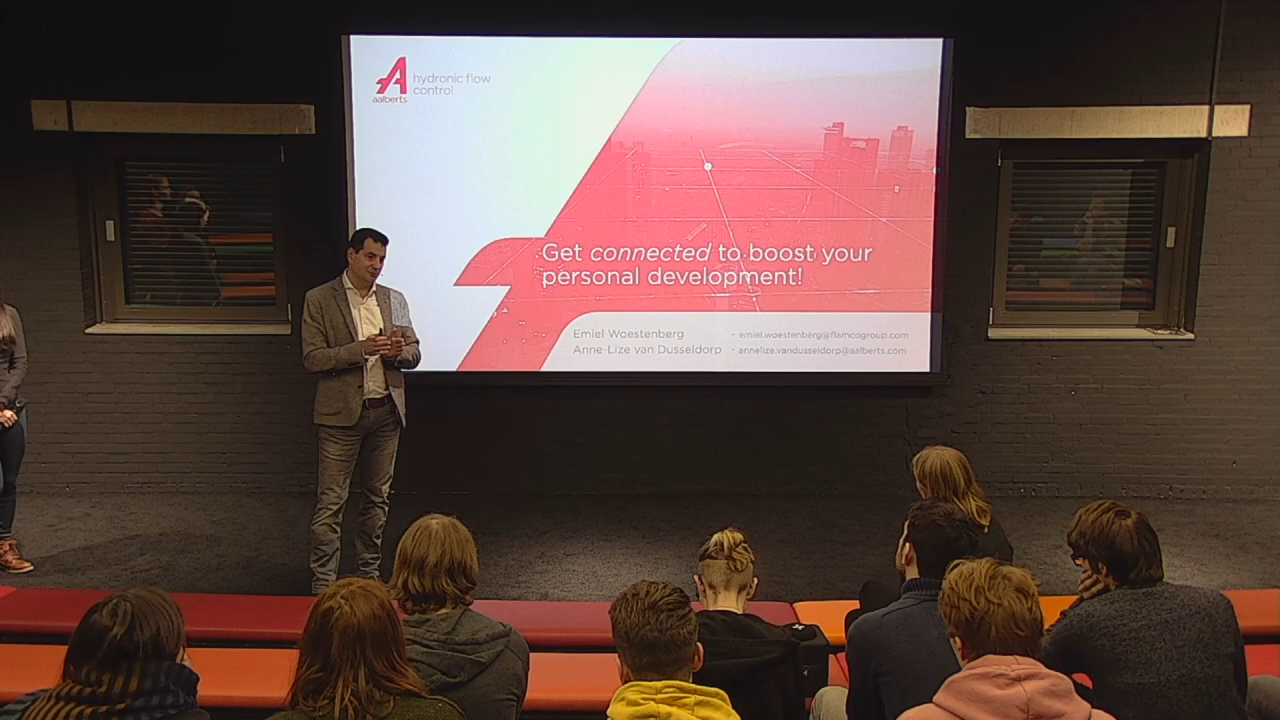 hydronic flow
control
aalberts
Get connected to boost your
personal development!
Emiel Woestenberg - emiel.woestenberg@flamcogroup.com
Anne-Lize van Dusseldorp - annelize.vandusseldorp@aalberts.com